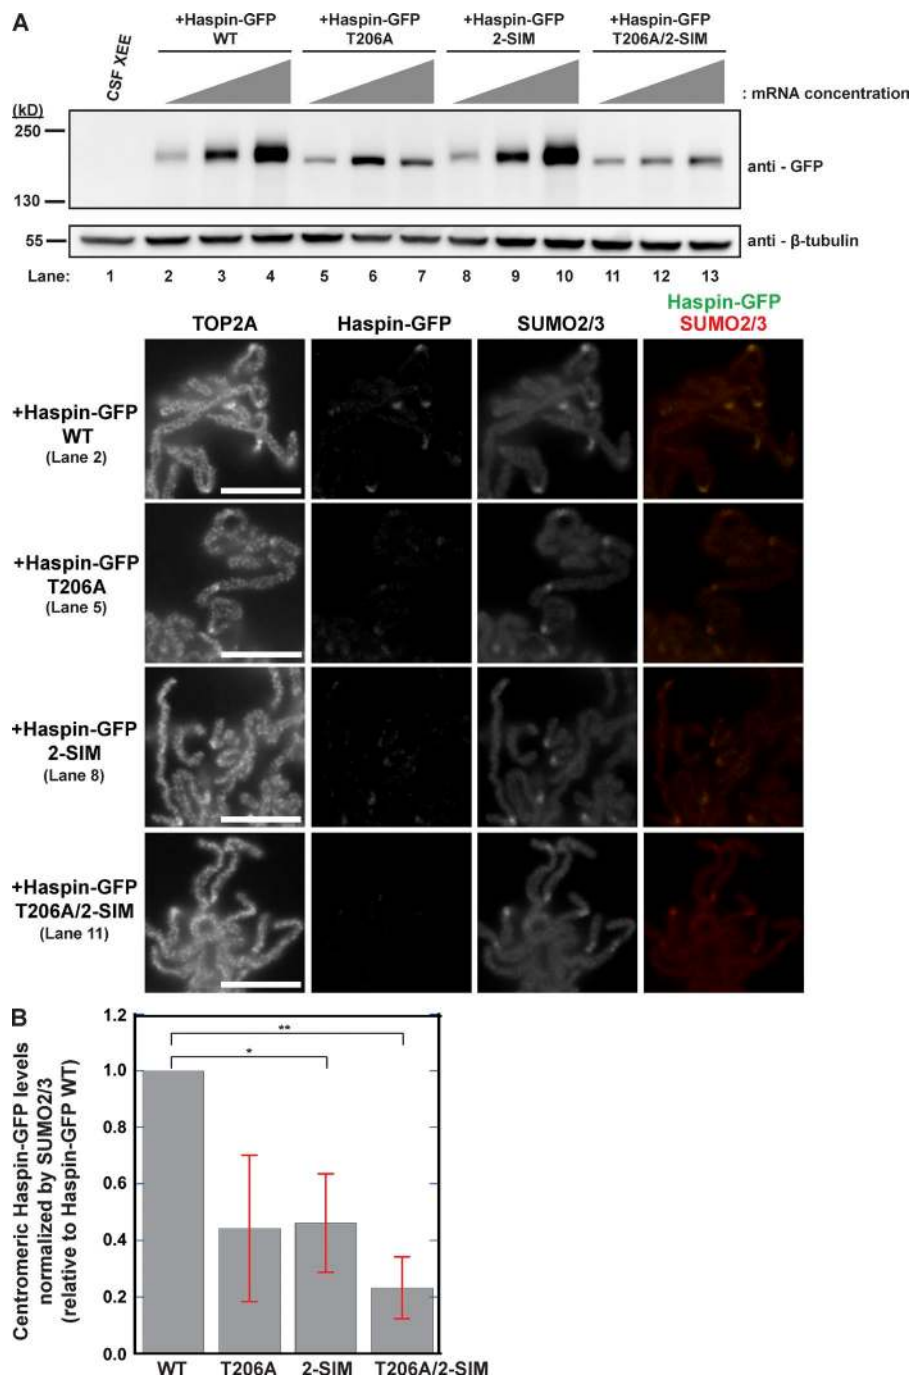 A
CSF XEE
+Haspin-GFP WT
+Haspin-GFP T206A
+Haspin-GFP 2-SIM
+Haspin-GFP T206A/2-SIM
: mRNA concentration
(kD)
250
130
anti - GFP
55
anti - β-tubulin
Lane: 1 2 3 4 5 6 7 8 9 10 11 12 13
TOP2A
Haspin-GFP
SUMO2/3
Haspin-GFP
SUMO2/3
+Haspin-GFP
WT
(Lane 2)
+Haspin-GFP
T206A
(Lane 5)
+Haspin-GFP
2-SIM
(Lane 8)
+Haspin-GFP
T206A/2-SIM
(Lane 11)
B
Centromeric Haspin-GFP levels
normalized by SUMO2/3
(relative to Haspin-GFP WT)
1.2
1.0
0.8
0.6
0.4
0.2
0.0
**
*
WT T206A 2-SIM T206A/2-SIM